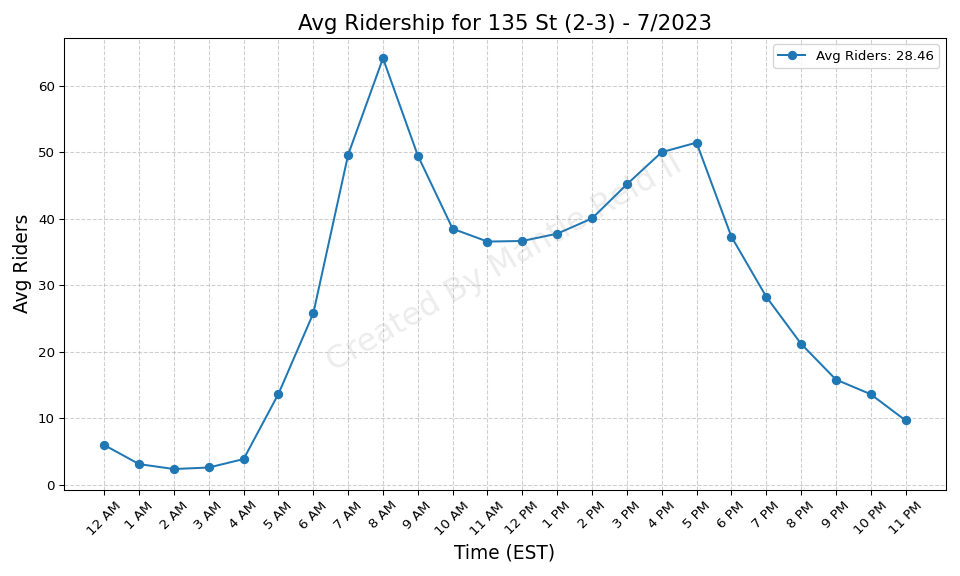 Avg Ridership for 135 St (2-3) - 7/2023
Avg Riders: 28.46
Avg Riders
60
50
40
30
20
10
0
12 AM
1 AM
2 AM
3 AM
4 AM
5 AM
6 AM
7 AM
8 AM
9 AM
10 AM
11 AM
12 PM
1 PM
2 PM
3 PM
4 PM
5 PM
6 PM
7 PM
8 PM
9 PM
10 PM
11 PM
Time (EST)
Created By Mantle Reid II